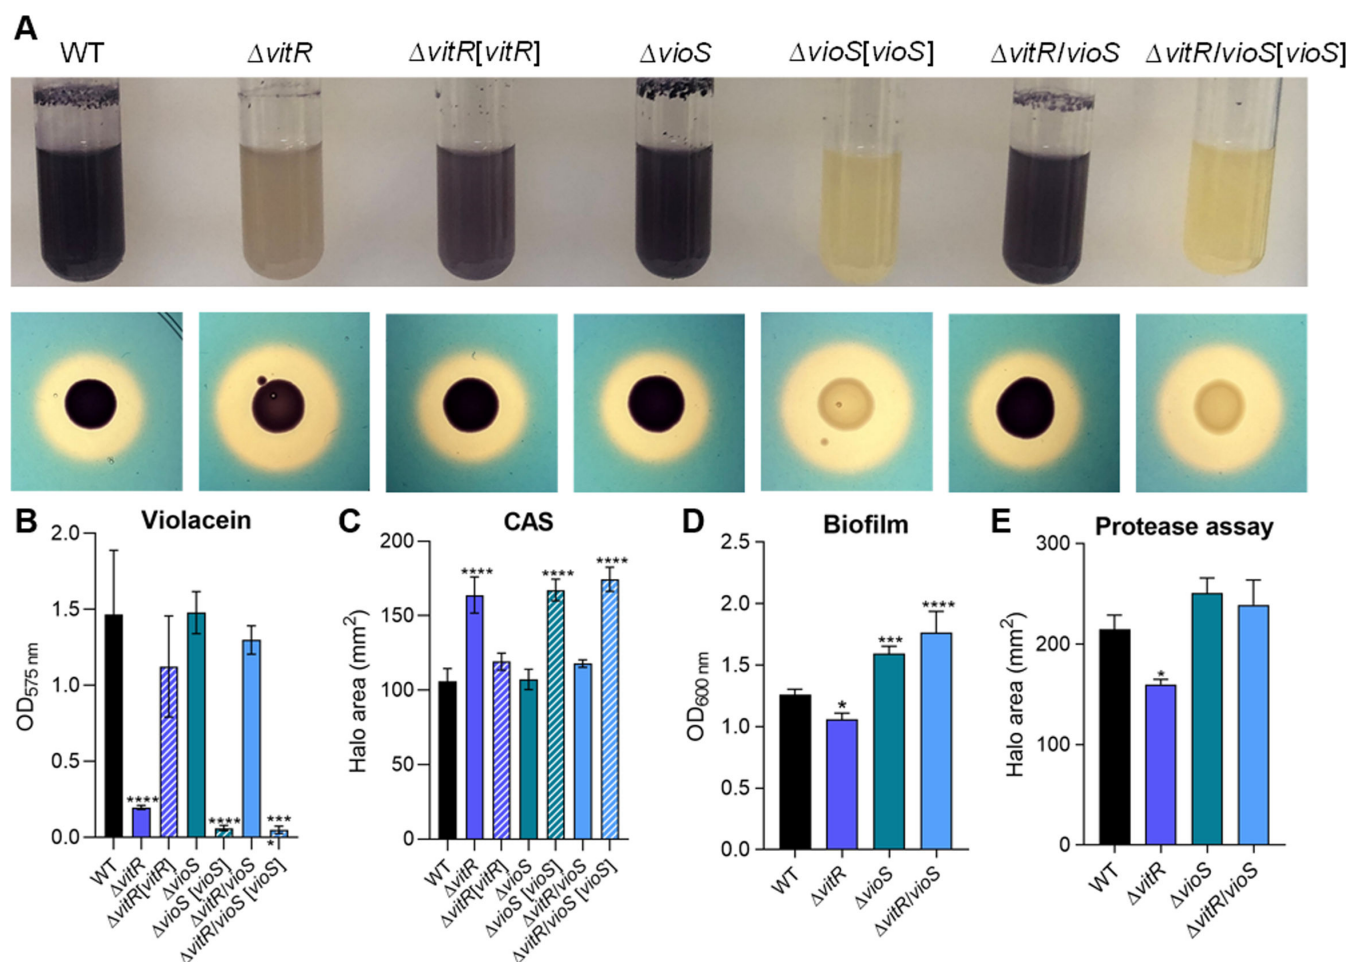 A
WT ΔvitR ΔvitR[vitR] ΔvioS ΔvioS[vioS] ΔvitR/vioS ΔvitR/vioS[vioS]
B Violacein
2.0
1.5
1.0
0.5
0.0
OD575 nm
****
****
***
*
WT
ΔvitR
ΔvitR[vitR]
ΔvioS
ΔvioS [vioS]
ΔvitR/vioS
ΔvitR/vioS [vioS]
C CAS
200
150
100
50
0
Halo area (mm2)
****
****
****
WT
ΔvitR
ΔvitR[vitR]
ΔvioS
ΔvioS [vioS]
ΔvitR/vioS
ΔvitR/vioS [vioS]
D Biofilm
2.5
2.0
1.5
1.0
0.5
0.0
OD600 nm
*
***
****
WT
ΔvitR
ΔvioS
ΔvitR/vioS
E Protease assay
300
200
100
0
Halo area (mm2)
*
WT
ΔvitR
ΔvioS
ΔvitR/vioS